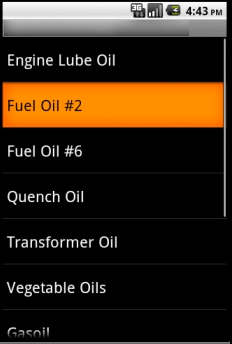 3G
4:43 PM
Engine Lube Oil
Fuel Oil #2
Fuel Oil #6
Quench Oil
Transformer Oil
Vegetable Oils
Gasoil